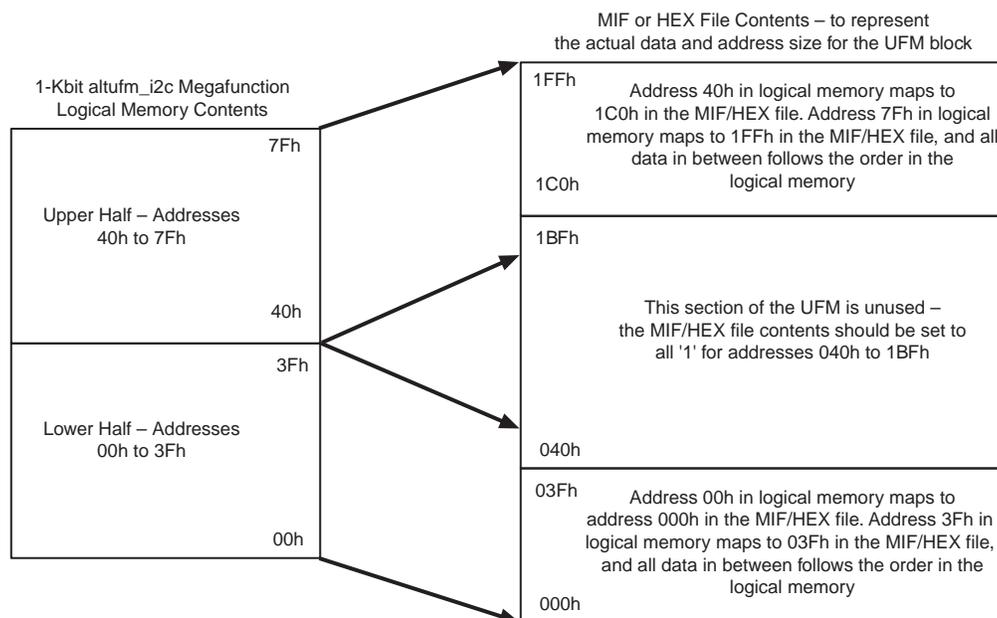 MIF or HEX File Contents – to represent
the actual data and address size for the UFM block
1-Kbit altufm_i2c Megafunction
Logical Memory Contents
7Fh
Upper Half – Addresses
40h to 7Fh
40h
3Fh
Lower Half – Addresses
00h to 3Fh
00h
1FFh
Address 40h in logical memory maps to
1C0h in the MIF/HEX file. Address 7Fh in logical
memory maps to 1FFh in the MIF/HEX file, and all
data in between follows the order in the
logical memory
1C0h
1BFh
This section of the UFM is unused –
the MIF/HEX file contents should be set to
all '1' for addresses 040h to 1BFh
040h
03Fh
Address 00h in logical memory maps to
address 000h in the MIF/HEX file. Address 3Fh in
logical memory maps to 03Fh in the MIF/HEX file,
and all data in between follows the order in the
logical memory
000h